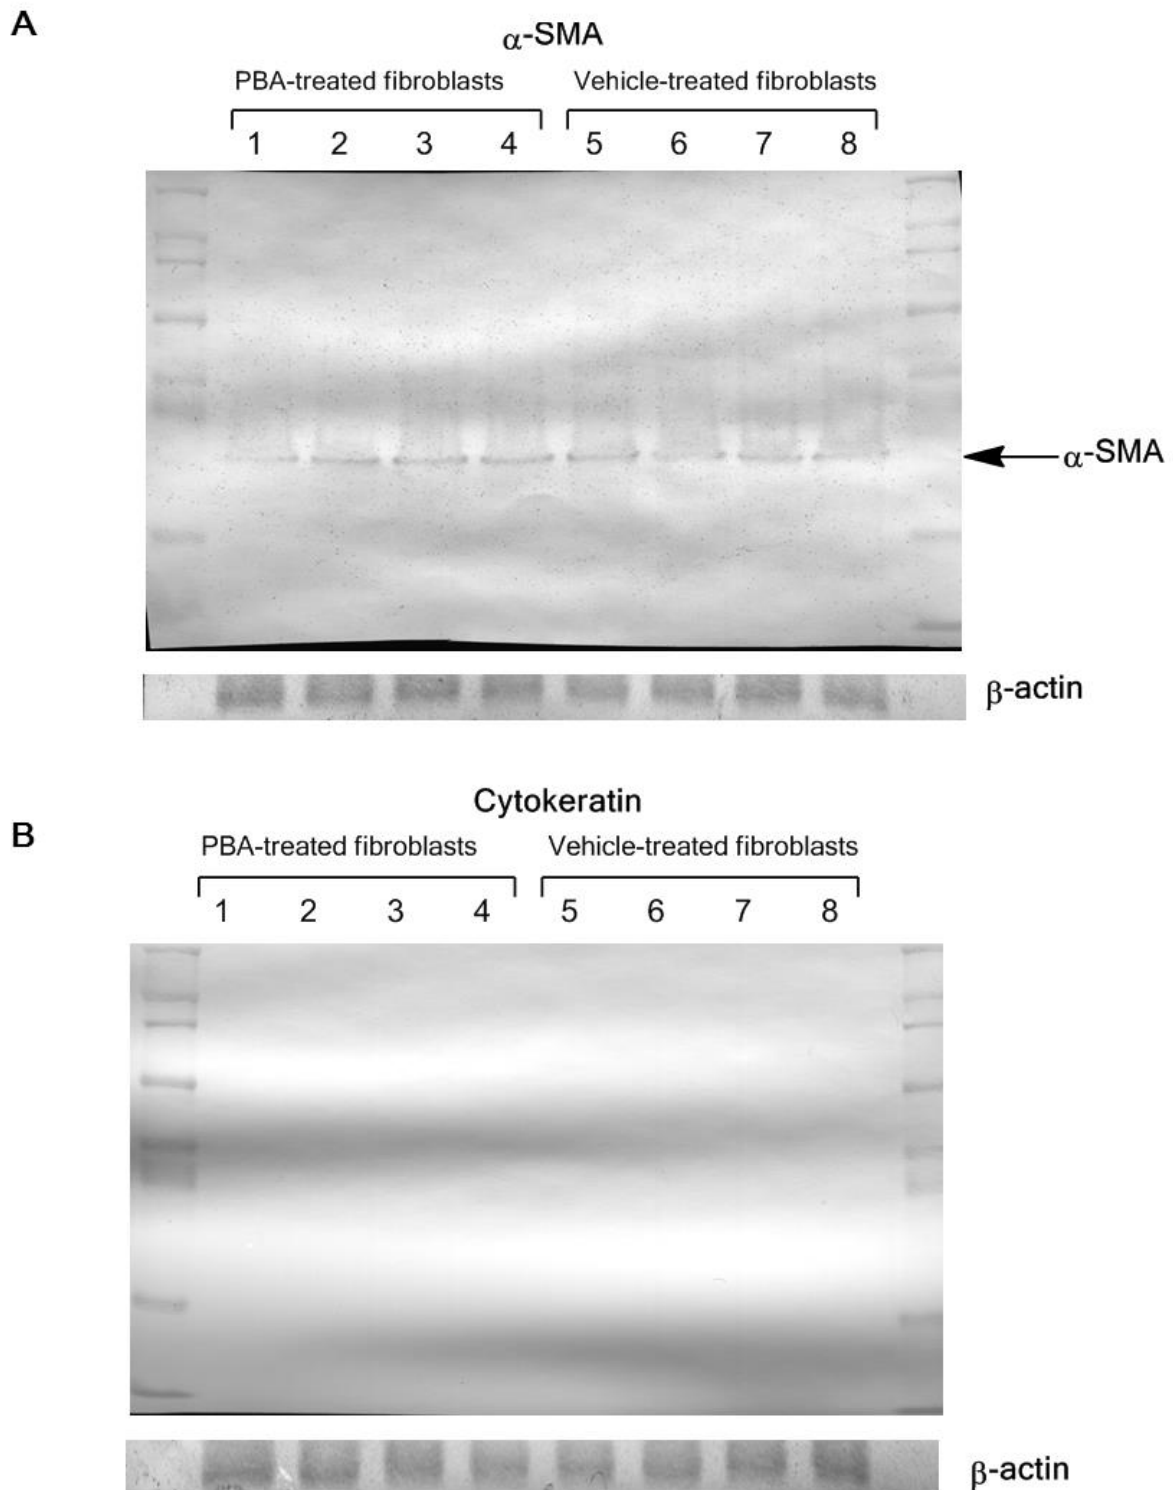 A
α-SMA
PBA-treated fibroblasts Vehicle-treated fibroblasts
1 2 3 4 5 6 7 8
α-SMA
β-actin
Cytokeratin
B
PBA-treated fibroblasts Vehicle-treated fibroblasts
1 2 3 4 5 6 7 8
β-actin